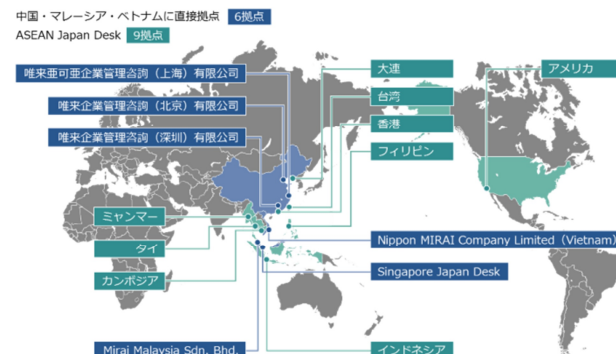 中国・マレーシア・ベトナムに直接拠点 6拠点
ASEAN Japan Desk 9拠点
唯来亜可亜企業管理咨詢（上海）有限公司
唯来企業管理咨詢（北京）有限公司
唯来企業管理咨詢（深圳）有限公司
大連
台湾
香港
フィリピン
アメリカ
ミャンマー
タイ
カンボジア
Nippon MIRAI Company Limited（Vietnam）
Singapore Japan Desk
Mirai Malaysia Sdn. Bhd.
インドネシア